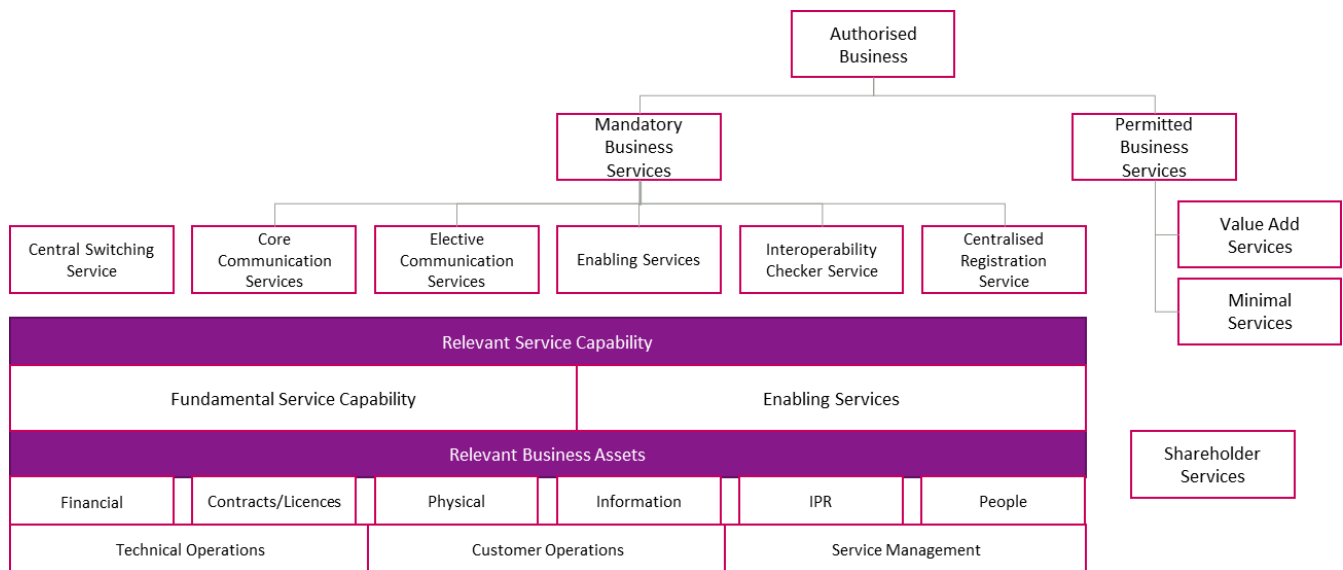 Authorised
Business
Mandatory
Business
Services
Permitted
Business
Services
Central Switching
Service
Core
Communication
Services
Elective
Communication
Services
Enabling Services
Interoperability
Checker Service
Centralised
Registration
Service
Value Add
Services
Minimal
Services
Relevant Service Capability
Fundamental Service Capability
Enabling Services
Relevant Business Assets
Shareholder
Services
Financial
Contracts/Licences
Physical
Information
IPR
People
Technical Operations
Customer Operations
Service Management